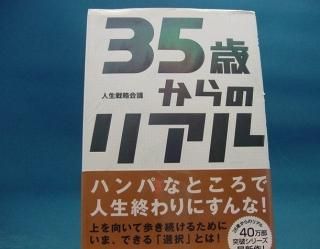 35歳
人生戦略会議
からの
リアル
ハンパなところで
人生終わりにすんな!
上を向いて歩き続けるために
いま、できる「選択」とは!
40万部
突破シリーズ